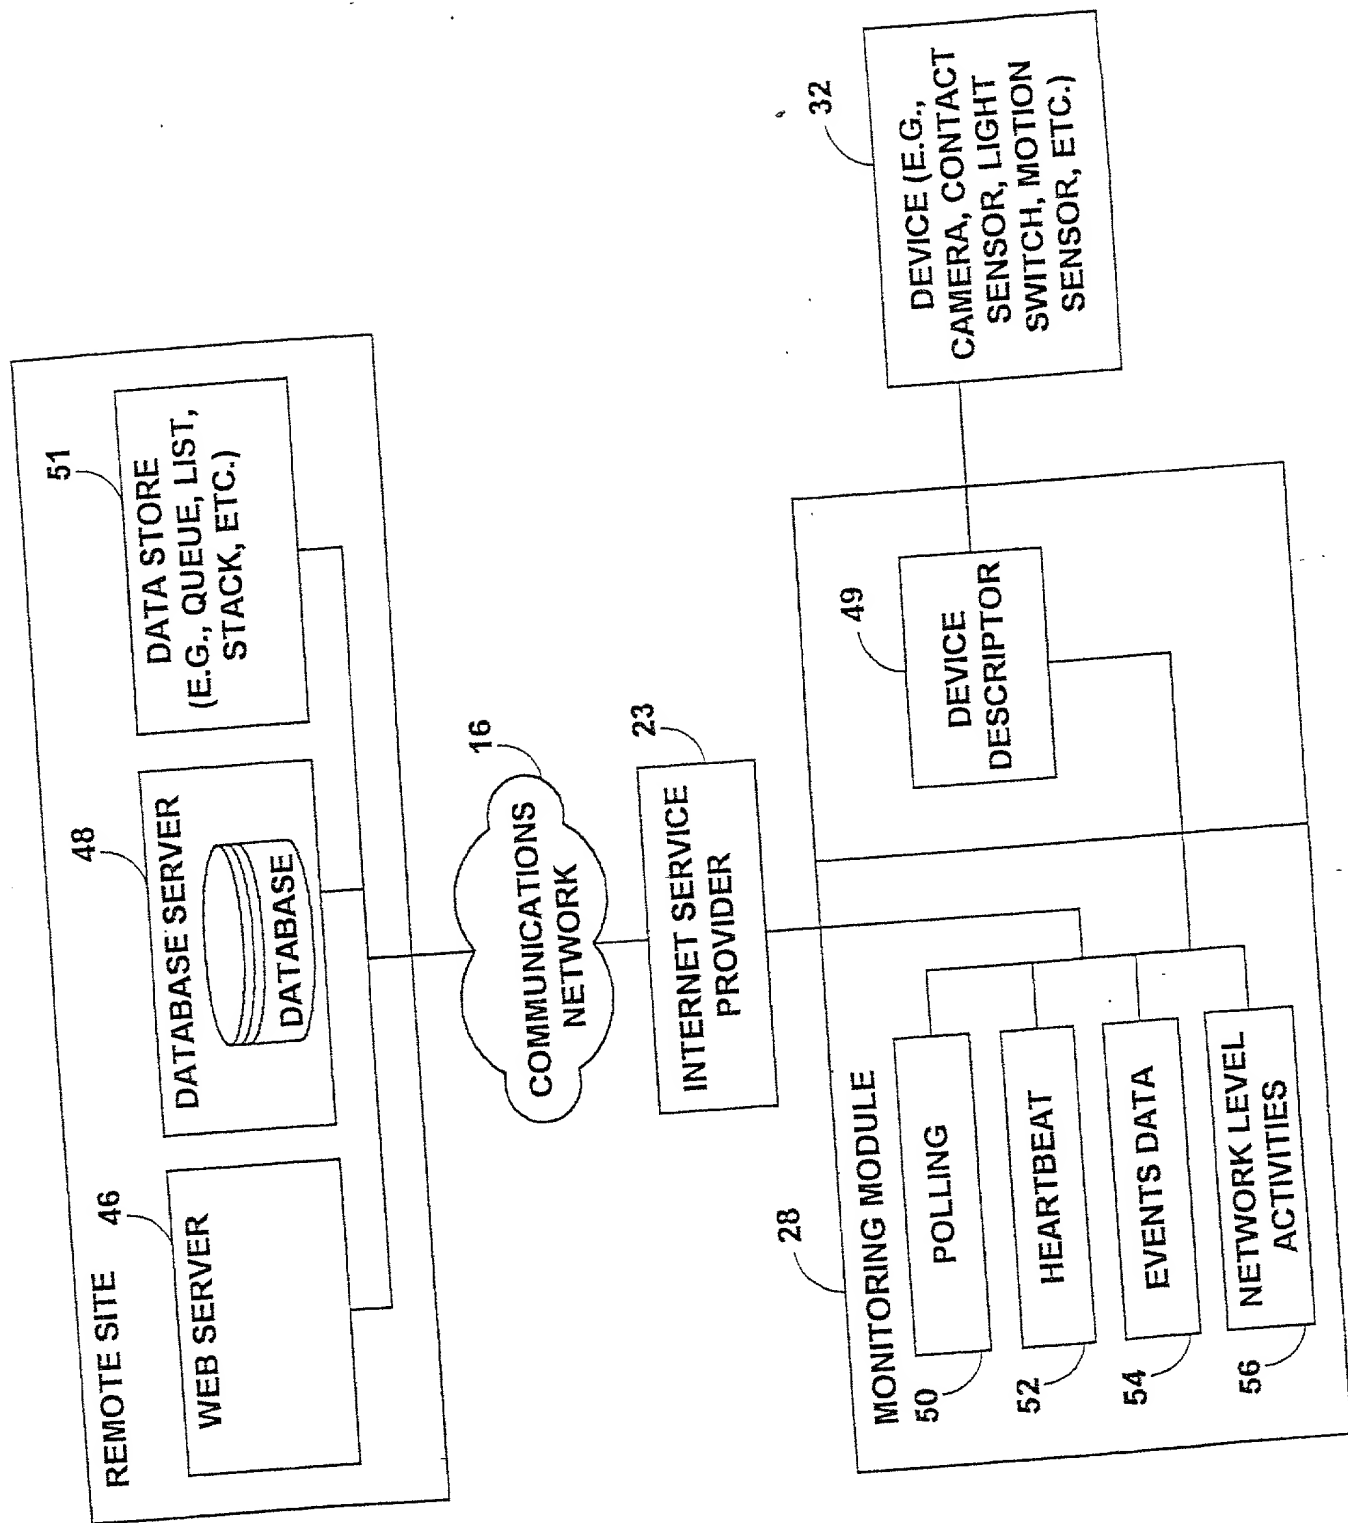 REMOTE SITE
46
WEB SERVER
48
DATABASE SERVER
DATABASE
51
DATA STORE
(E.G., QUEUE, LIST,
STACK, ETC.)
16
COMMUNICATIONS
NETWORK
23
INTERNET SERVICE
PROVIDER
28
MONITORING MODULE
50
POLLING
52
HEARTBEAT
54
EVENTS DATA
56
NETWORK LEVEL
ACTIVITIES
49
DEVICE
DESCRIPTOR
32
DEVICE (E.G.,
CAMERA, CONTACT
SENSOR, LIGHT
SWITCH, MOTION
SENSOR, ETC.)